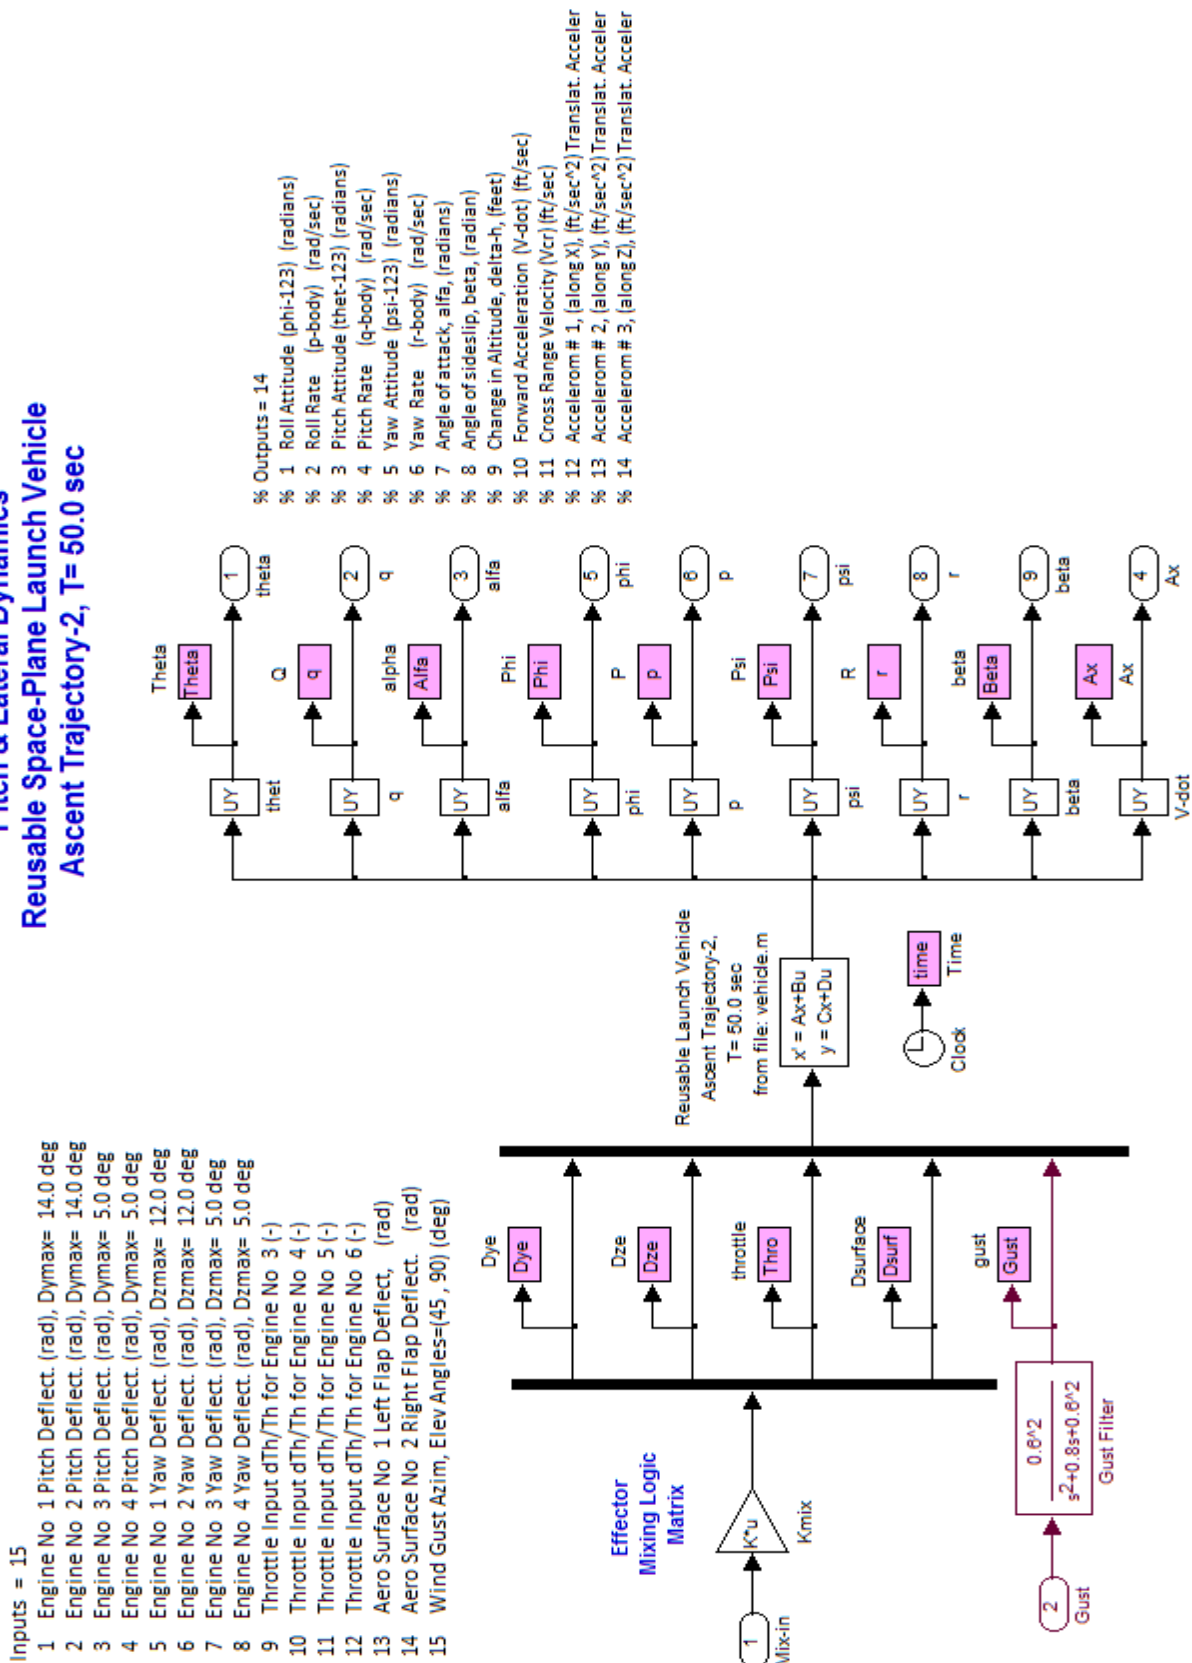 Pitch & Lateral Dynamics
Reusable Space-Plane Launch Vehicle
Ascent Trajectory-2, T= 50.0 sec
Inputs = 15
1 Engine No 1 Pitch Deflect. (rad), Dymax= 14.0 deg
2 Engine No 2 Pitch Deflect. (rad), Dymax= 14.0 deg
3 Engine No 3 Pitch Deflect. (rad), Dymax= 5.0 deg
4 Engine No 4 Pitch Deflect. (rad), Dymax= 5.0 deg
5 Engine No 1 Yaw Deflect. (rad), Dzmax= 12.0 deg
6 Engine No 2 Yaw Deflect. (rad), Dzmax= 12.0 deg
7 Engine No 3 Yaw Deflect. (rad), Dzmax= 5.0 deg
8 Engine No 4 Yaw Deflect. (rad), Dzmax= 5.0 deg
9 Throttle Input dTh/Th for Engine No 3 (-)
10 Throttle Input dTh/Th for Engine No 4 (-)
11 Throttle Input dTh/Th for Engine No 5 (-)
12 Throttle Input dTh/Th for Engine No 6 (-)
13 Aero Surface No 1 Left Flap Deflect, (rad)
14 Aero Surface No 2 Right Flap Deflect. (rad)
15 Wind Gust Azim, Elev Angles=(45, 90) (deg)
Effector
Mixing Logic
Matrix
1
Mix-in
K*u
Kmix
2
Gust
0.6^2
s^2+0.8s+0.6^2
Gust Filter
Dye
Dye
Dze
Dze
throttle
Thro
Dsurface
Dsurf
gust
Gust
Reusable Launch Vehicle
Ascent Trajectory-2,
T= 50.0 sec
from file: vehicle.m
x' = Ax+Bu
y = Cx+Du
Clock
time
Time
UY
thet
Theta
Theta
1
theta
UY
q
Q
q
2
q
UY
alfa
alpha
Alfa
3
alfa
UY
phi
Phi
Phi
5
phi
UY
p
P
p
6
p
UY
psi
Psi
Psi
7
psi
UY
r
R
r
8
r
UY
beta
beta
Beta
9
beta
UY
V-dot
Ax
Ax
4
Ax
% Outputs = 14
% 1 Roll Attitude (phi-123) (radians)
% 2 Roll Rate (p-body) (rad/sec)
% 3 Pitch Attitude (thet-123) (radians)
% 4 Pitch Rate (q-body) (rad/sec)
% 5 Yaw Attitude (psi-123) (radians)
% 6 Yaw Rate (r-body) (rad/sec)
% 7 Angle of attack, alfa, (radians)
% 8 Angle of sideslip, beta, (radian)
% 9 Change in Altitude, delta-h, (feet)
% 10 Forward Acceleration (V-dot) (ft/sec)
% 11 Cross Range Velocity (Vcr) (ft/sec)
% 12 Accelerom # 1, (along X), (ft/sec^2) Translat. Acceler
% 13 Accelerom # 2, (along Y), (ft/sec^2) Translat. Acceler
% 14 Accelerom # 3, (along Z), (ft/sec^2) Translat. Acceler